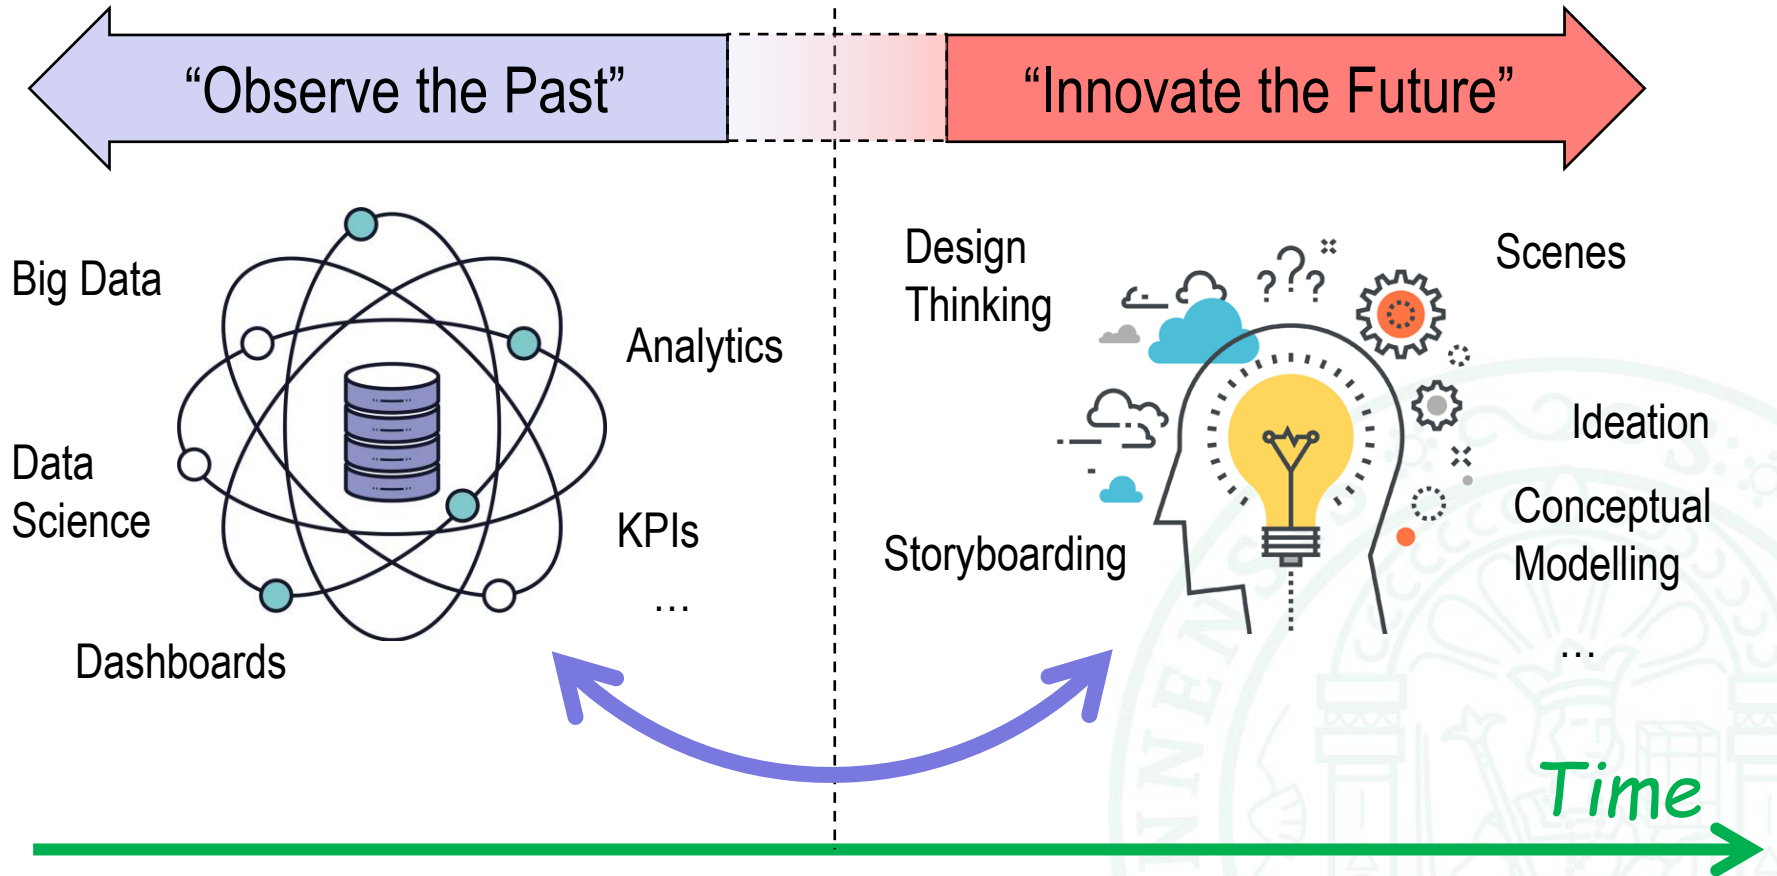 “Observe the Past”
“Innovate the Future”
Big Data
Analytics
Data
Science
KPIs
…
Dashboards
Design
Thinking
Scenes
???
Ideation
Storyboarding
Conceptual
Modelling
…
Time